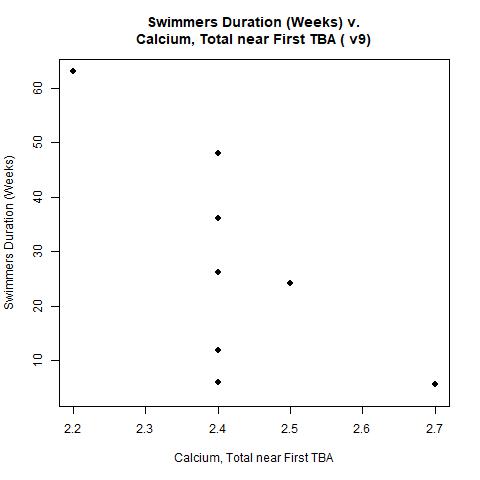 Swimmers Duration (Weeks) v.
Calcium, Total near First TBA ( v9)
Swimmers Duration (Weeks)
60
50
40
30
20
10
2.2 2.3 2.4 2.5 2.6 2.7
Calcium, Total near First TBA